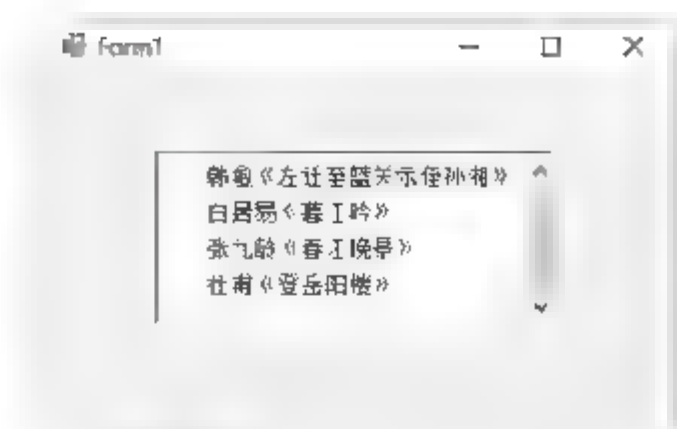 Form1
韩愈《左迁至蓝关示侄孙湘》
白居易《暮江吟》
张九龄《春江晚景》
杜甫《登岳阳楼》